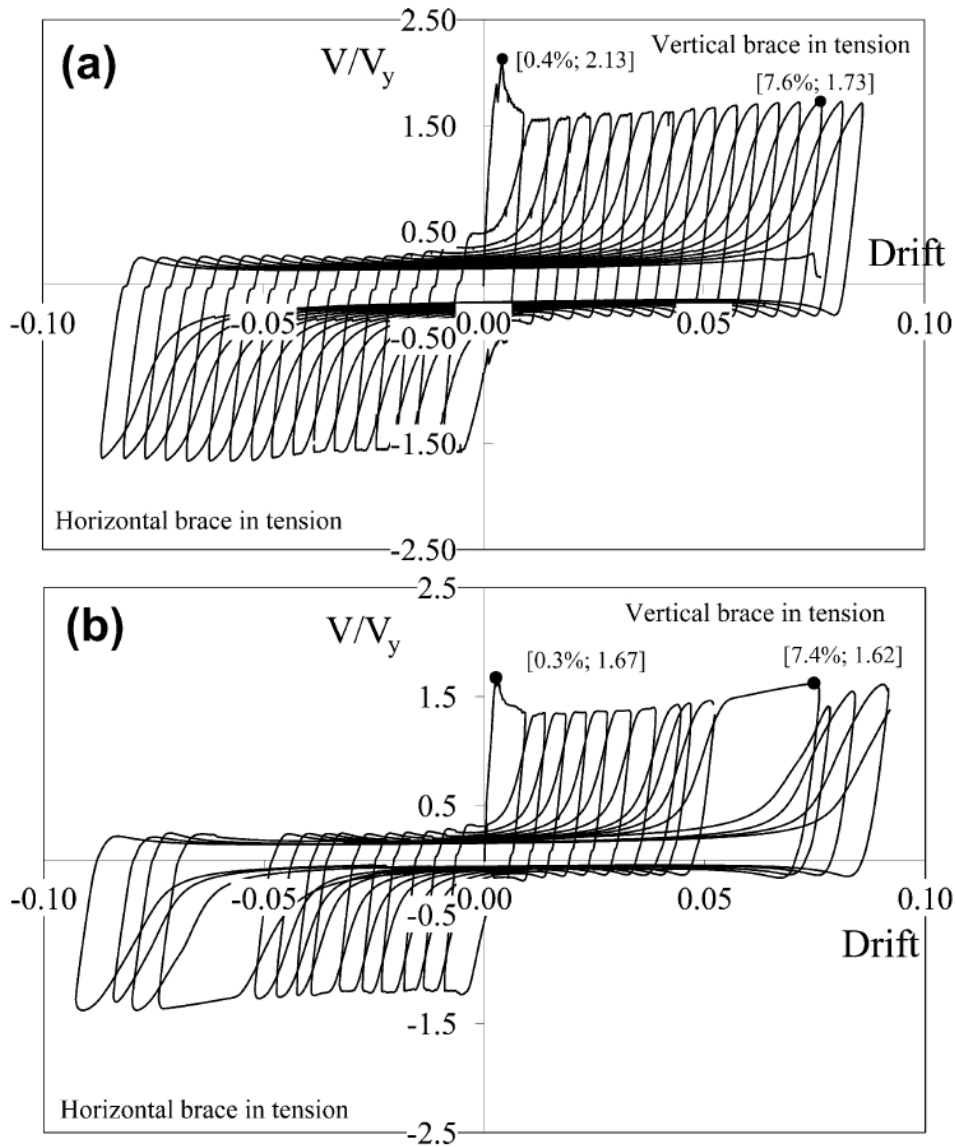 2.50
(a)
V/Vy
Vertical brace in tension
[0.4%; 2.13]
[7.6%; 1.73]
1.50
0.50
Drift
-0.10
-0.05
0.00
0.05
0.10
-0.50
-1.50
Horizontal brace in tension
-2.50
2.5
(b)
V/Vy
Vertical brace in tension
[0.3%; 1.67]
[7.4%; 1.62]
1.5
0.5
-0.10
-0.05
0.00
0.05
0.10
-0.5
Drift
-1.5
Horizontal brace in tension
-2.5